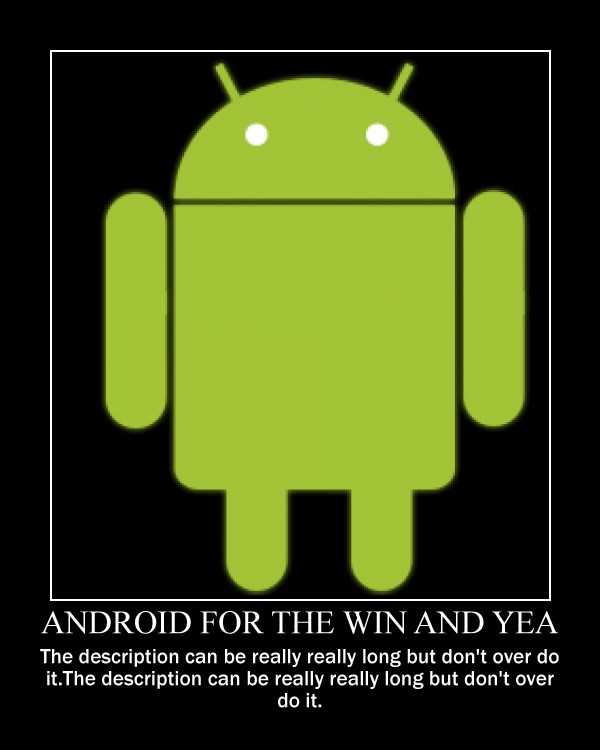 ANDROID FOR THE WIN AND YEA
The description can be really really long but don't over do
it.The description can be really really long but don't over
do it.